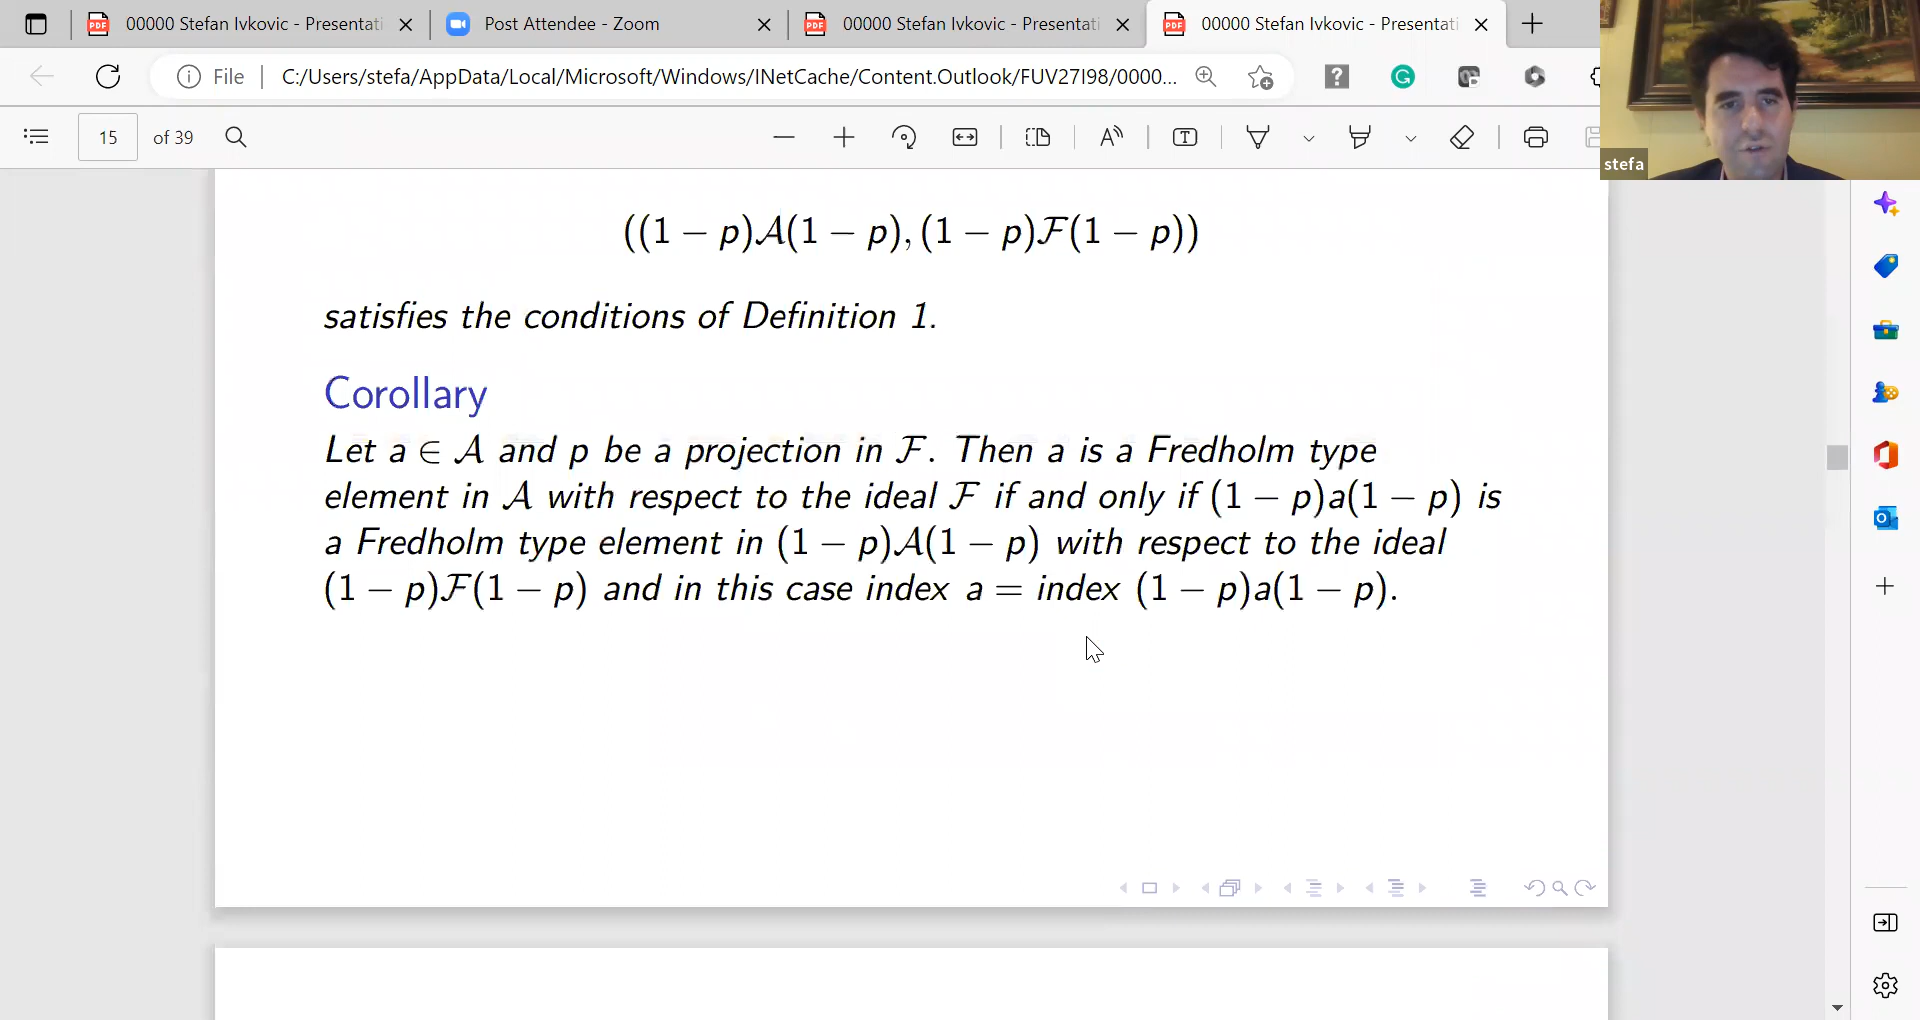 00000 Stefan Ivkovic - Presentati
Post Attendee - Zoom
00000 Stefan Ivkovic - Presentati
00000 Stefan Ivkovic - Presentati
File
C:/Users/stefa/AppData/Local/Microsoft/Windows/INetCache/Content.Outlook/FUV27I98/0000...
15 of 39
stefa
((1 − p)𝒜(1 − p), (1 − p)ℱ(1 − p))
satisfies the conditions of Definition 1.
Corollary
Let a ∈ 𝒜 and p be a projection in ℱ. Then a is a Fredholm type
element in 𝒜 with respect to the ideal ℱ if and only if (1 − p)a(1 − p) is
a Fredholm type element in (1 − p)𝒜(1 − p) with respect to the ideal
(1 − p)ℱ(1 − p) and in this case index a = index (1 − p)a(1 − p).